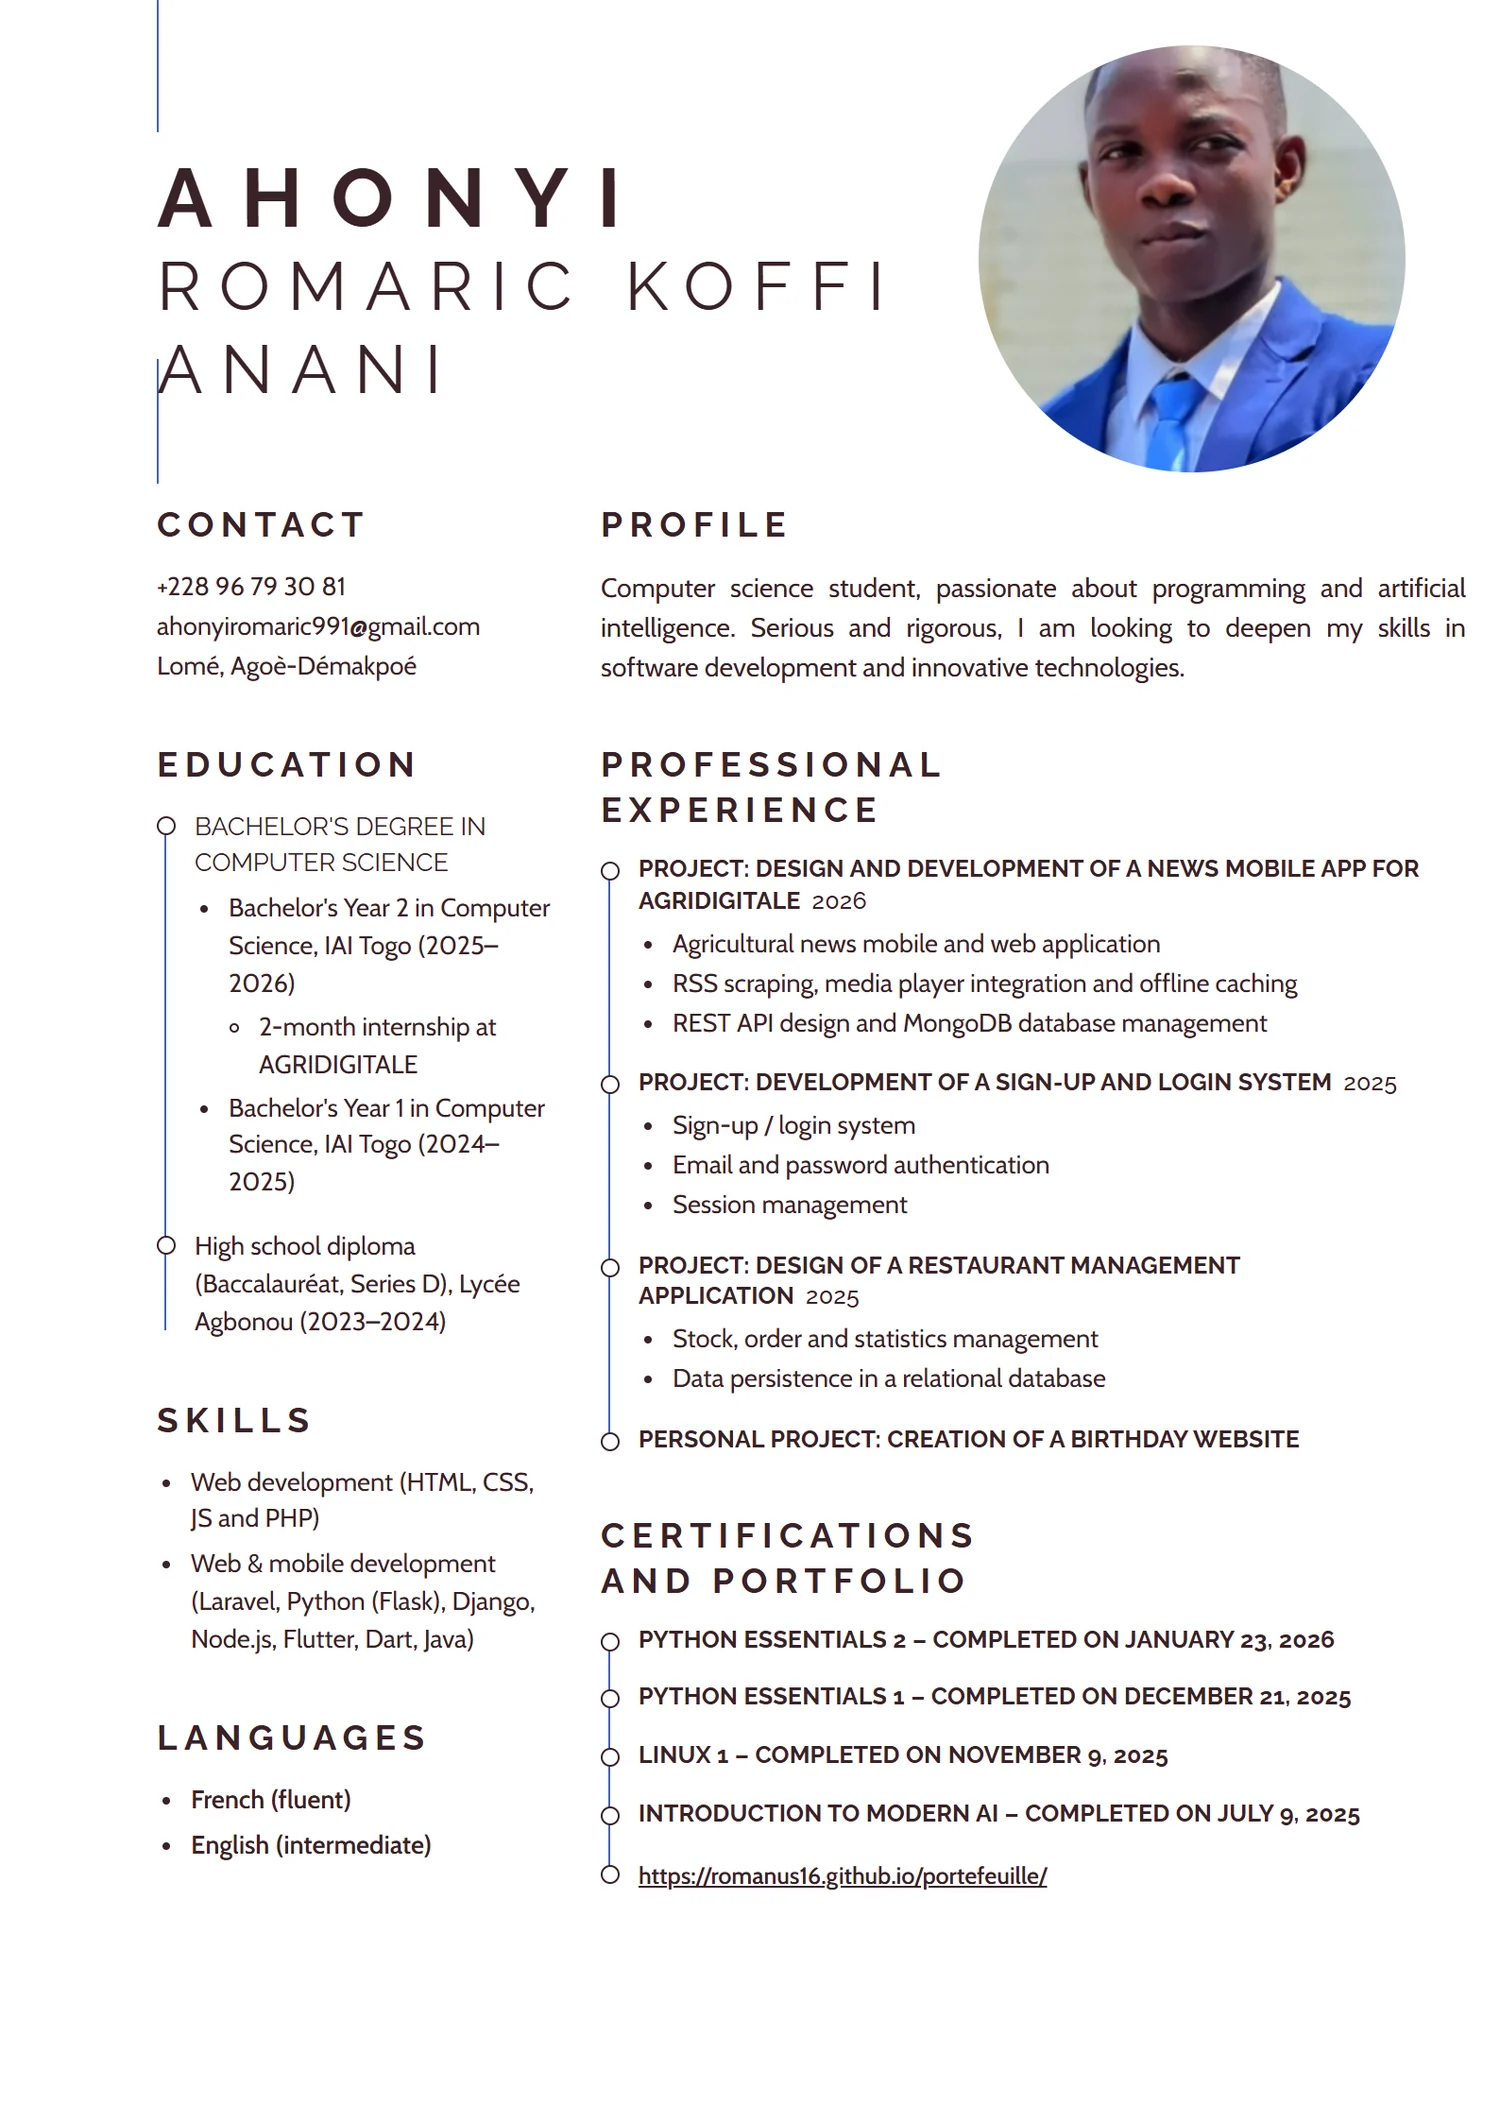 AHONYI
ROMARIC KOFFI
ANANI
CONTACT
+228 96 79 30 81
ahonyiromaric991@gmail.com
Lomé, Agoè-Démakpoé
EDUCATION
BACHELOR'S DEGREE IN
COMPUTER SCIENCE
• Bachelor's Year 2 in Computer
Science, IAI Togo (2025–
2026)
◦ 2-month internship at
AGRIDIGITALE
• Bachelor's Year 1 in Computer
Science, IAI Togo (2024–
2025)
High school diploma
(Baccalauréat, Series D), Lycée
Agbonou (2023–2024)
SKILLS
• Web development (HTML, CSS,
JS and PHP)
• Web & mobile development
(Laravel, Python (Flask), Django,
Node.js, Flutter, Dart, Java)
LANGUAGES
• French (fluent)
• English (intermediate)
PROFILE
Computer science student, passionate about programming and artificial
intelligence. Serious and rigorous, I am looking to deepen my skills in
software development and innovative technologies.
PROFESSIONAL
EXPERIENCE
PROJECT: DESIGN AND DEVELOPMENT OF A NEWS MOBILE APP FOR
AGRIDIGITALE 2026
• Agricultural news mobile and web application
• RSS scraping, media player integration and offline caching
• REST API design and MongoDB database management
PROJECT: DEVELOPMENT OF A SIGN-UP AND LOGIN SYSTEM 2025
• Sign-up / login system
• Email and password authentication
• Session management
PROJECT: DESIGN OF A RESTAURANT MANAGEMENT
APPLICATION 2025
• Stock, order and statistics management
• Data persistence in a relational database
PERSONAL PROJECT: CREATION OF A BIRTHDAY WEBSITE
CERTIFICATIONS
AND PORTFOLIO
PYTHON ESSENTIALS 2 – COMPLETED ON JANUARY 23, 2026
PYTHON ESSENTIALS 1 – COMPLETED ON DECEMBER 21, 2025
LINUX 1 – COMPLETED ON NOVEMBER 9, 2025
INTRODUCTION TO MODERN AI – COMPLETED ON JULY 9, 2025
https://romanus16.github.io/portefeuille/